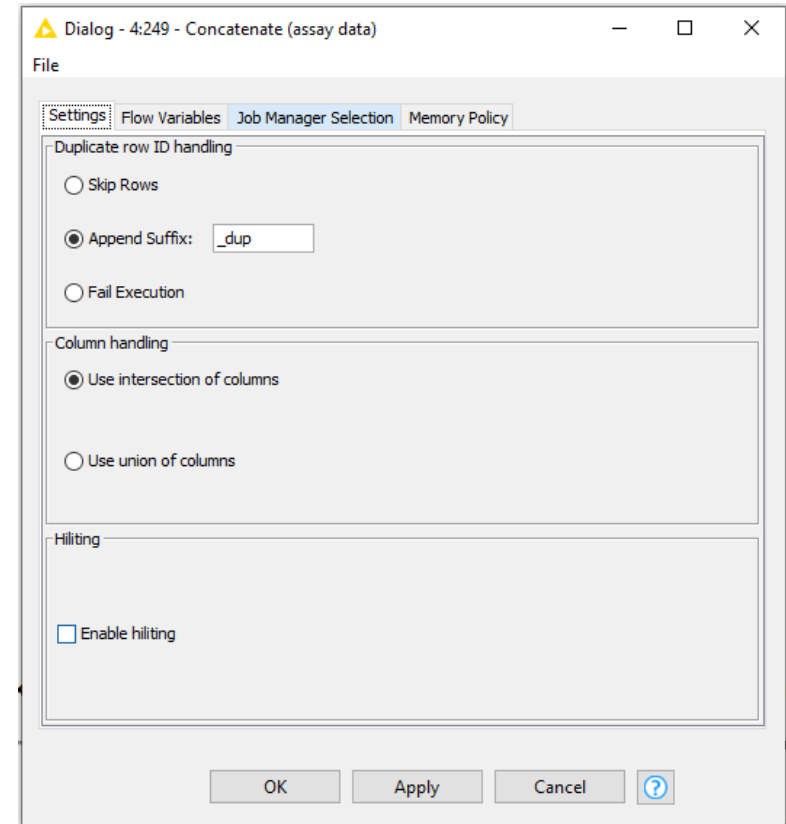 Dialog - 4:249 - Concatenate (assay data)
File
Settings Flow Variables Job Manager Selection Memory Policy
Duplicate row ID handling
Skip Rows
Append Suffix: _dup
Fail Execution
Column handling
Use intersection of columns
Use union of columns
Hiliting
Enable hiliting
OK Apply Cancel ?